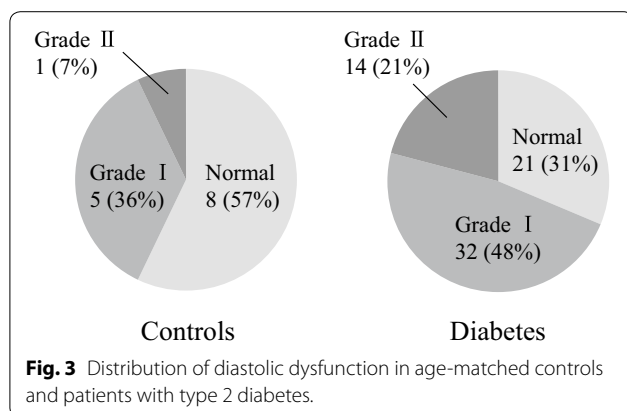 Grade Ⅱ
1 (7%)
Grade Ⅰ
5 (36%)
Normal
8 (57%)
Controls
Grade Ⅱ
14 (21%)
Normal
21 (31%)
Grade Ⅰ
32 (48%)
Diabetes
Fig. 3 Distribution of diastolic dysfunction in age-matched controls
and patients with type 2 diabetes.